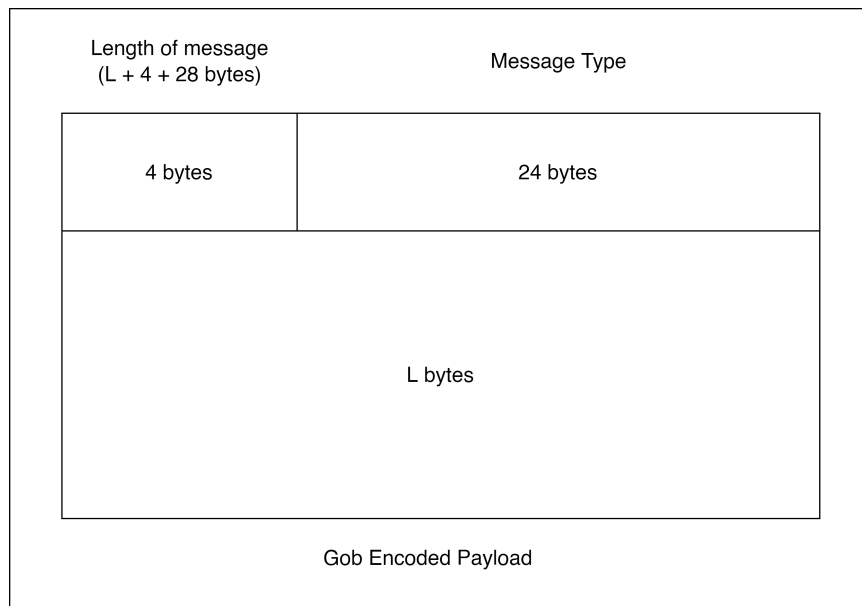 Length of message
(L + 4 + 28 bytes)
Message Type
4 bytes
24 bytes
L bytes
Gob Encoded Payload